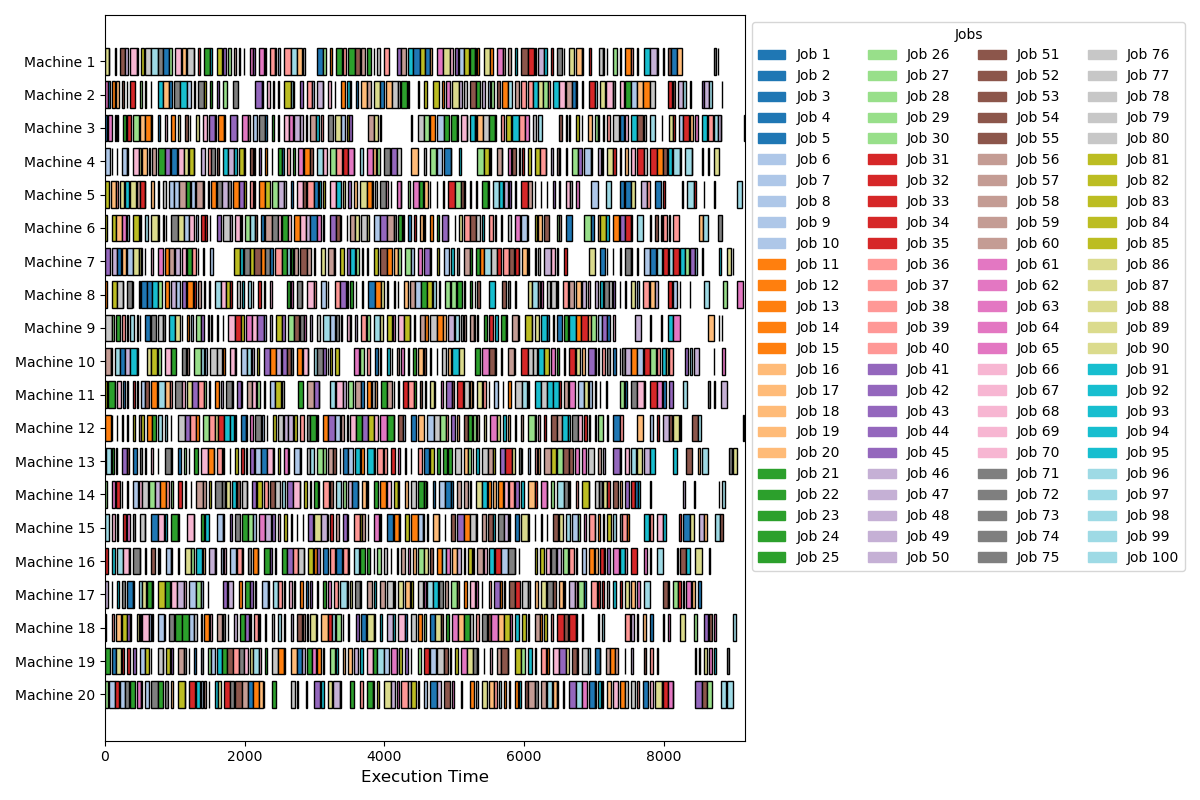 Machine 1
Machine 2
Machine 3
Machine 4
Machine 5
Machine 6
Machine 7
Machine 8
Machine 9
Machine 10
Machine 11
Machine 12
Machine 13
Machine 14
Machine 15
Machine 16
Machine 17
Machine 18
Machine 19
Machine 20
0 2000 4000 6000 8000
Execution Time
Jobs
Job 1 Job 26 Job 51 Job 76
Job 2 Job 27 Job 52 Job 77
Job 3 Job 28 Job 53 Job 78
Job 4 Job 29 Job 54 Job 79
Job 5 Job 30 Job 55 Job 80
Job 6 Job 31 Job 56 Job 81
Job 7 Job 32 Job 57 Job 82
Job 8 Job 33 Job 58 Job 83
Job 9 Job 34 Job 59 Job 84
Job 10 Job 35 Job 60 Job 85
Job 11 Job 36 Job 61 Job 86
Job 12 Job 37 Job 62 Job 87
Job 13 Job 38 Job 63 Job 88
Job 14 Job 39 Job 64 Job 89
Job 15 Job 40 Job 65 Job 90
Job 16 Job 41 Job 66 Job 91
Job 17 Job 42 Job 67 Job 92
Job 18 Job 43 Job 68 Job 93
Job 19 Job 44 Job 69 Job 94
Job 20 Job 45 Job 70 Job 95
Job 21 Job 46 Job 71 Job 96
Job 22 Job 47 Job 72 Job 97
Job 23 Job 48 Job 73 Job 98
Job 24 Job 49 Job 74 Job 99
Job 25 Job 50 Job 75 Job 100